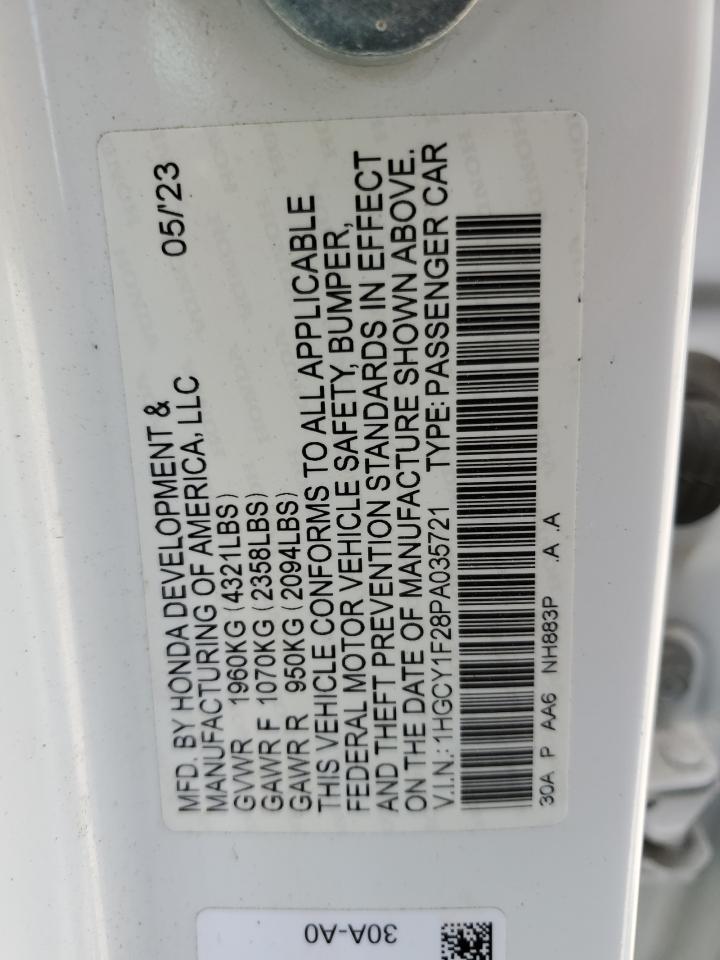 MFD. BY HONDA DEVELOPMENT & 05/'23
MANUFACTURING OF AMERICA, LLC
GVWR 1960KG (4321LBS)
GAWR F 1070KG (2358LBS)
GAWR R 950KG (2094LBS)
THIS VEHICLE CONFORMS TO ALL APPLICABLE
FEDERAL MOTOR VEHICLE SAFETY, BUMPER,
AND THEFT PREVENTION STANDARDS IN EFFECT
ON THE DATE OF MANUFACTURE SHOWN ABOVE.
V.I.N.:1HGCY1F28PA035721 TYPE:PASSENGER CAR
30A P AA6 NH883P .A .A
30A-A0